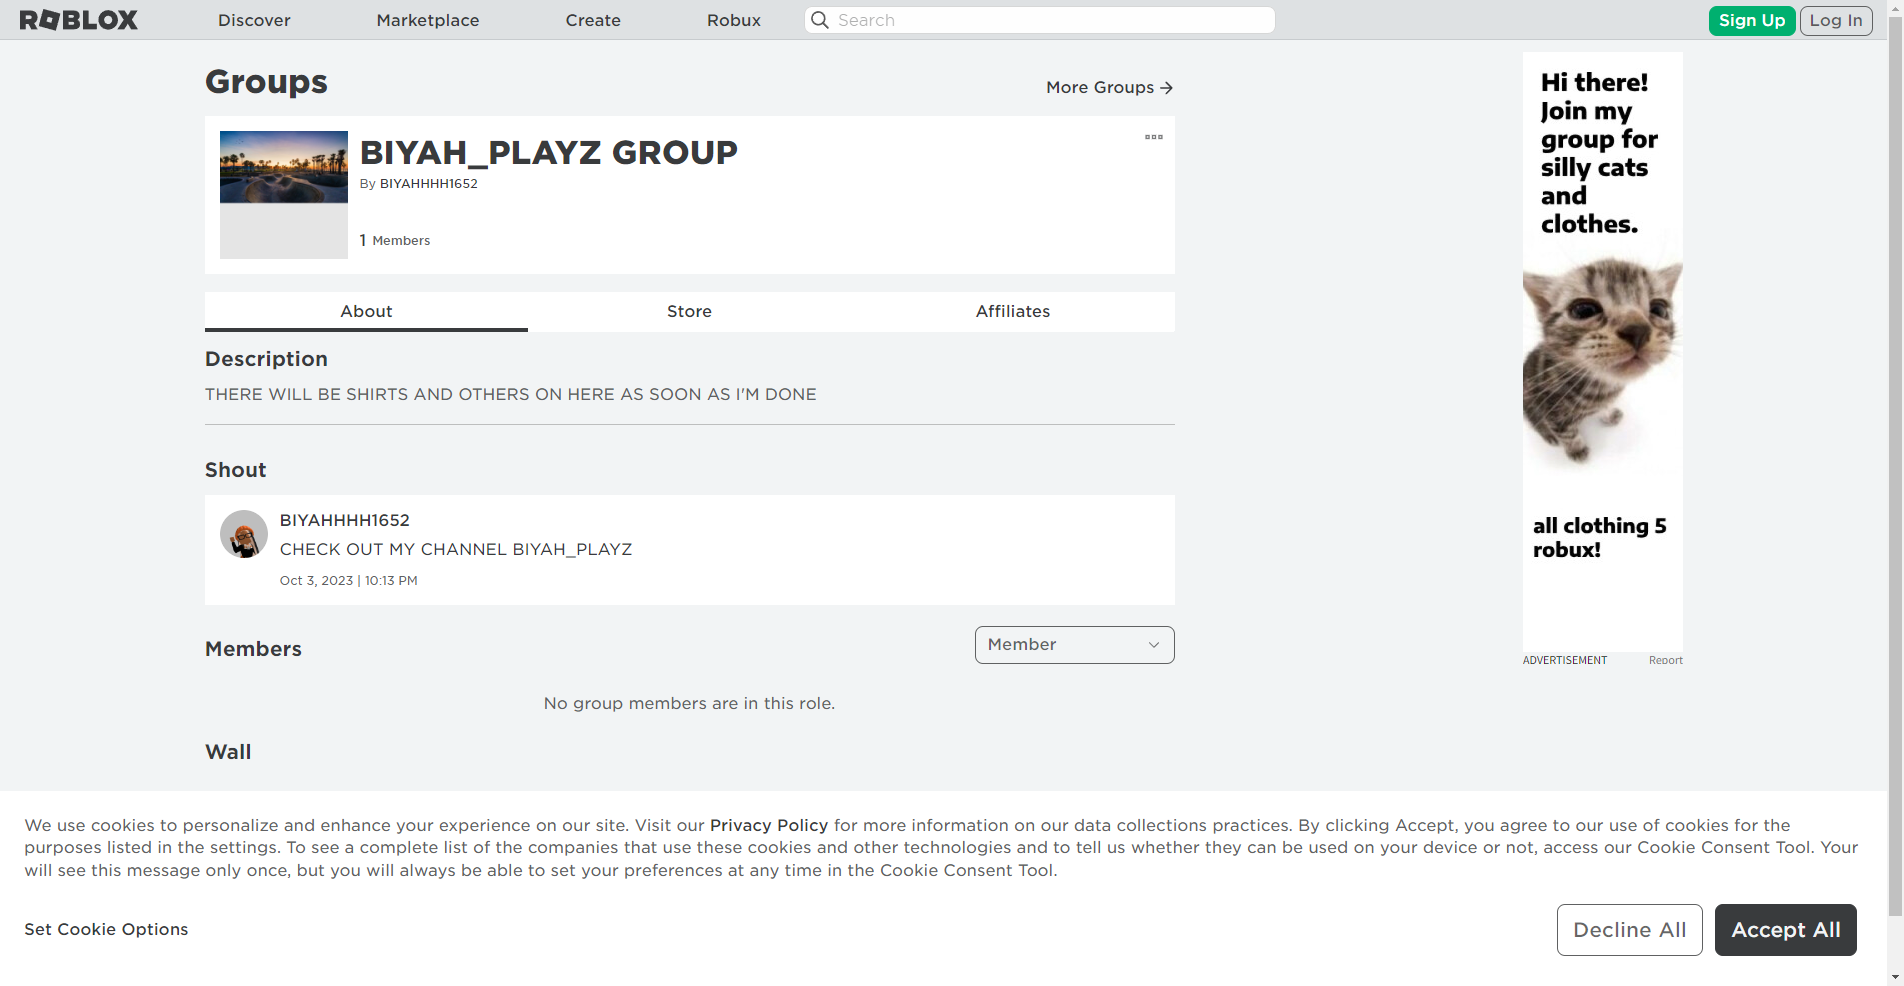 ROBLOX
Discover
Marketplace
Create
Robux
Search
Sign Up
Log In
Groups
More Groups
BIYAH_PLAYZ GROUP
By BIYAHHHH1652
1 Members
About
Store
Affiliates
Description
THERE WILL BE SHIRTS AND OTHERS ON HERE AS SOON AS I'M DONE
Shout
BIYAHHHH1652
CHECK OUT MY CHANNEL BIYAH_PLAYZ
Oct 3, 2023 | 10:13 PM
Members
Member
No group members are in this role.
Wall
Hi there!
Join my
group for
silly cats
and
clothes.
all clothing 5
robux!
ADVERTISEMENT
Report
We use cookies to personalize and enhance your experience on our site. Visit our Privacy Policy for more information on our data collections practices. By clicking Accept, you agree to our use of cookies for the
purposes listed in the settings. To see a complete list of the companies that use these cookies and other technologies and to tell us whether they can be used on your device or not, access our Cookie Consent Tool. Your
will see this message only once, but you will always be able to set your preferences at any time in the Cookie Consent Tool.
Set Cookie Options
Decline All
Accept All